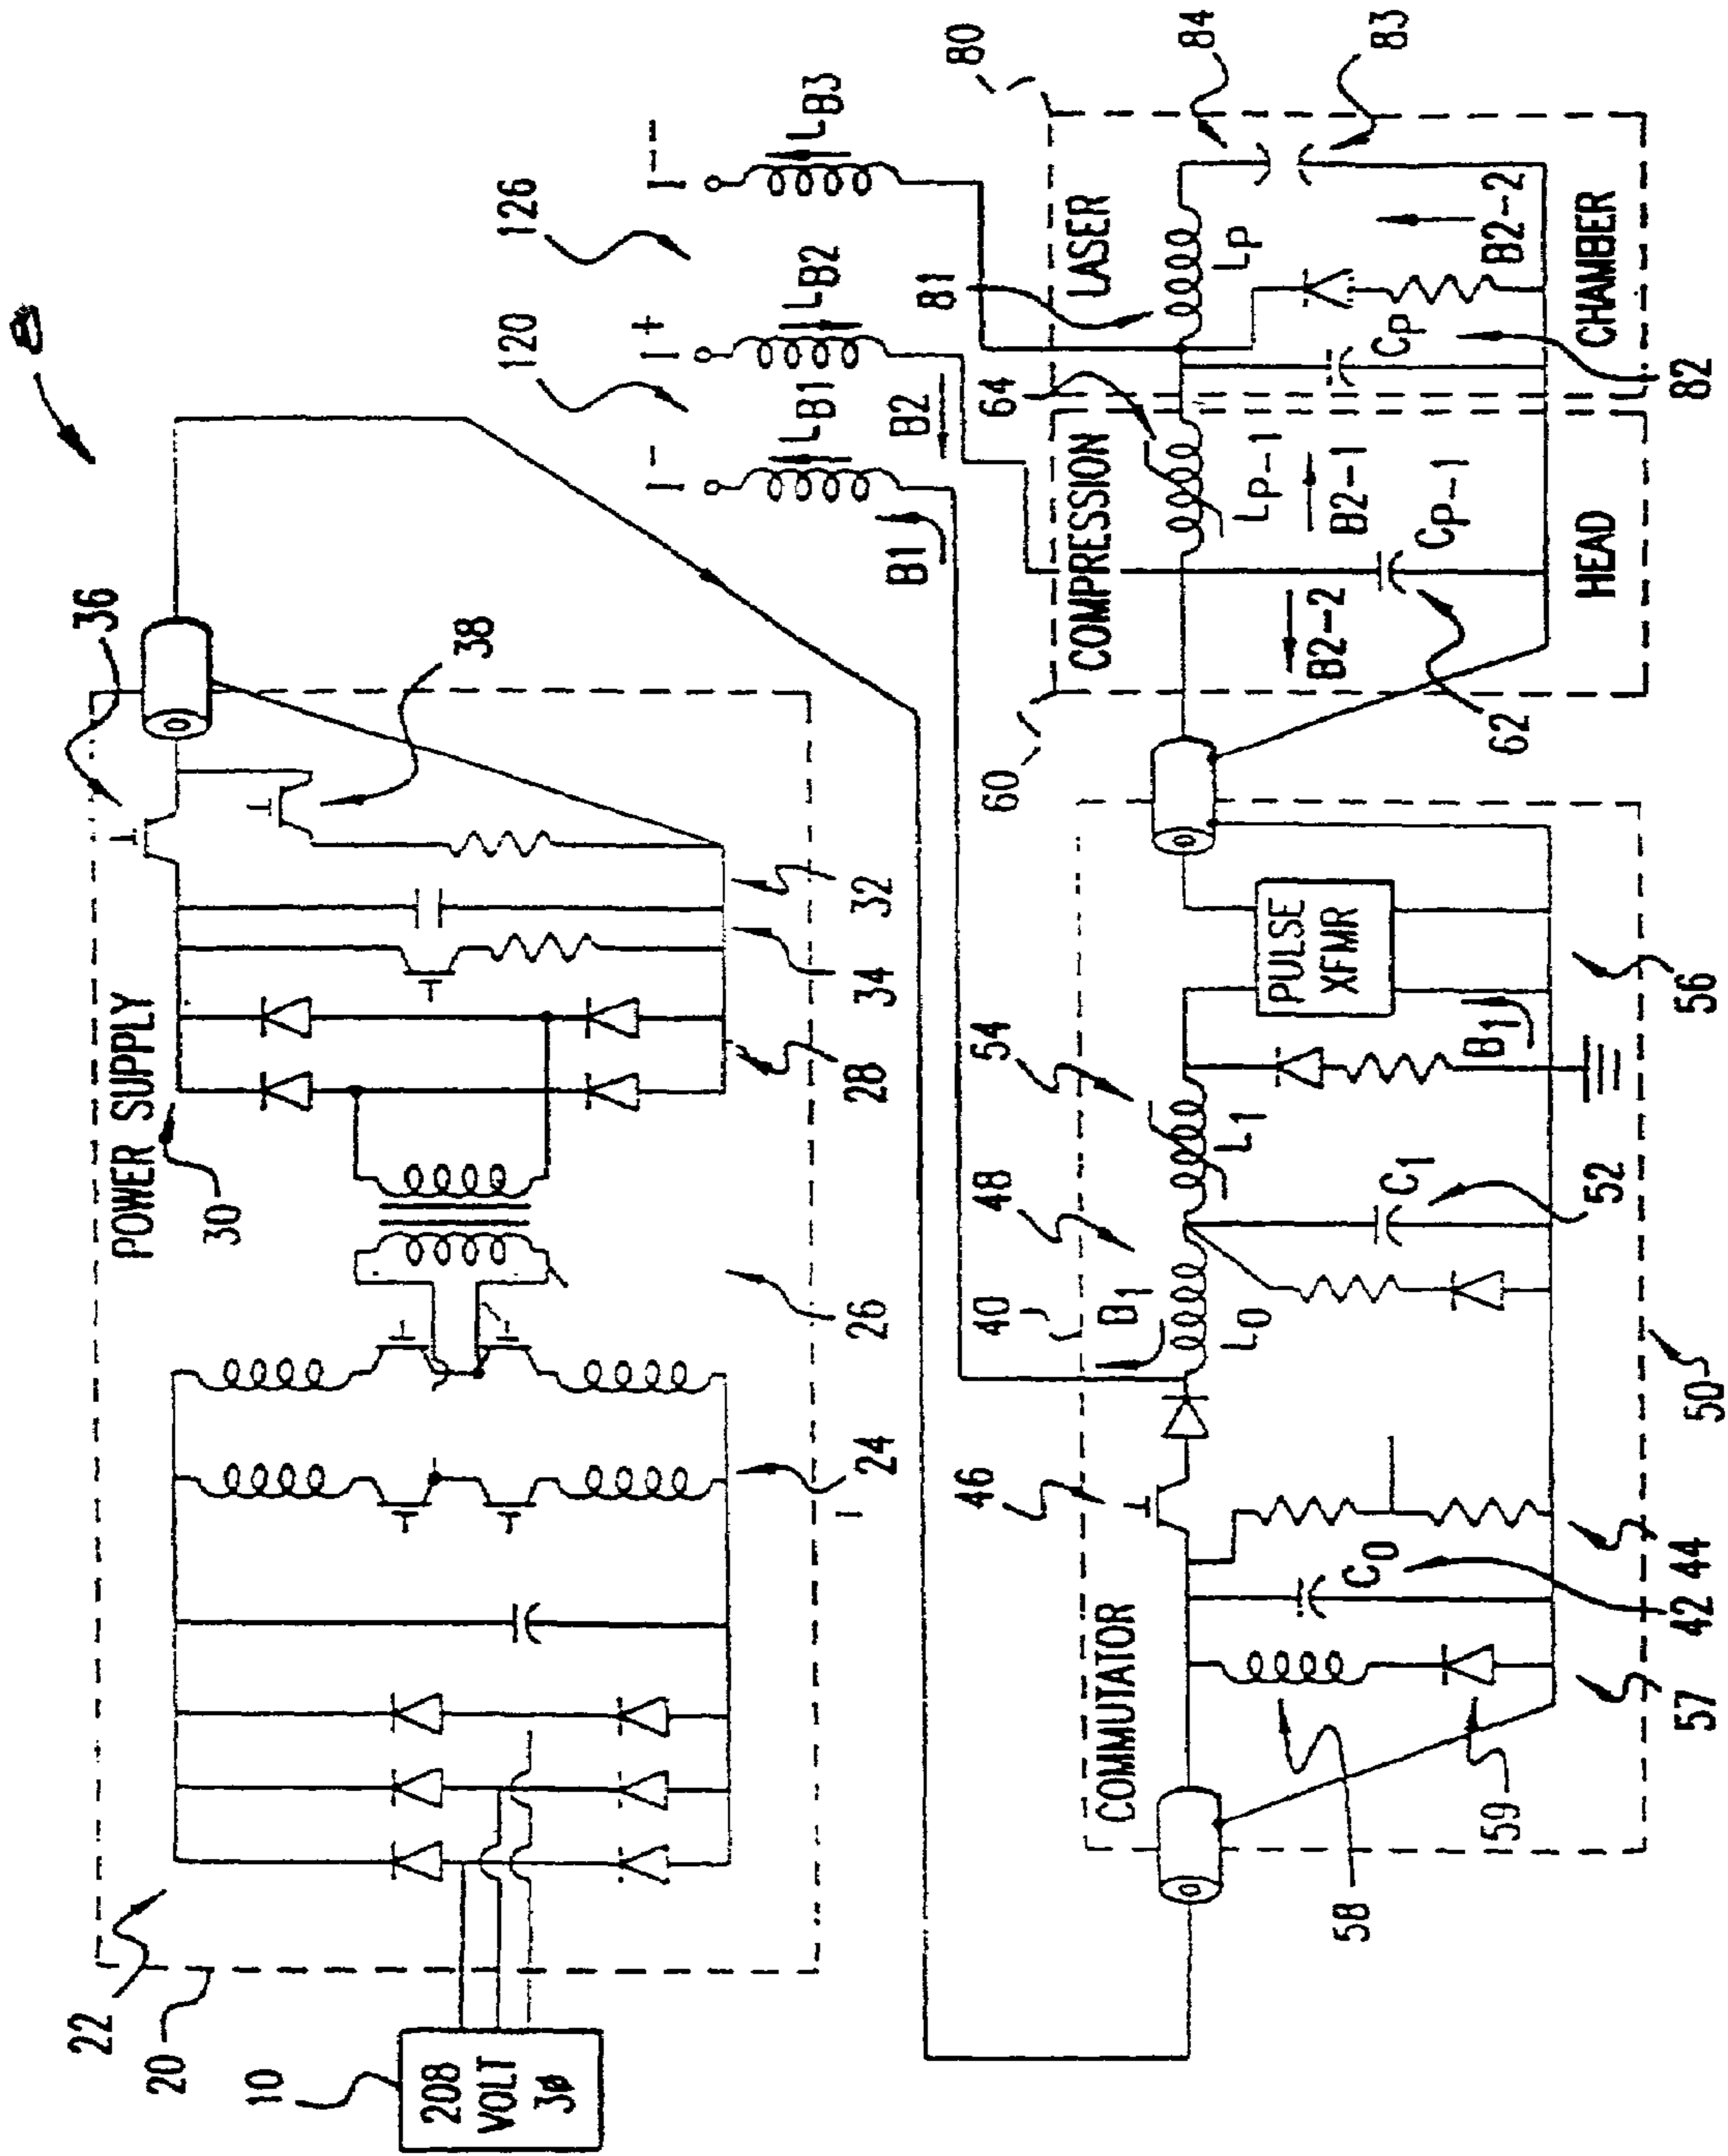 8
POWER SUPPLY
22
20
10
208
VOLT
3ø
24
26
30
28
34
32
36
38
120
126
I-
I+
I--
LB1
LB2
LB3
B1
B2
COMMUTATOR
46
40
B1
48
L0
54
L1
PULSE
XFMR
B1
C0
C1
58
59
57
42
44
52
56
50
60
COMPRESSION
HEAD
64
LP-1
B2-1
B2-2
CP-1
62
80
LASER
CHAMBER
81
LP
84
83
CP
B2-2
82